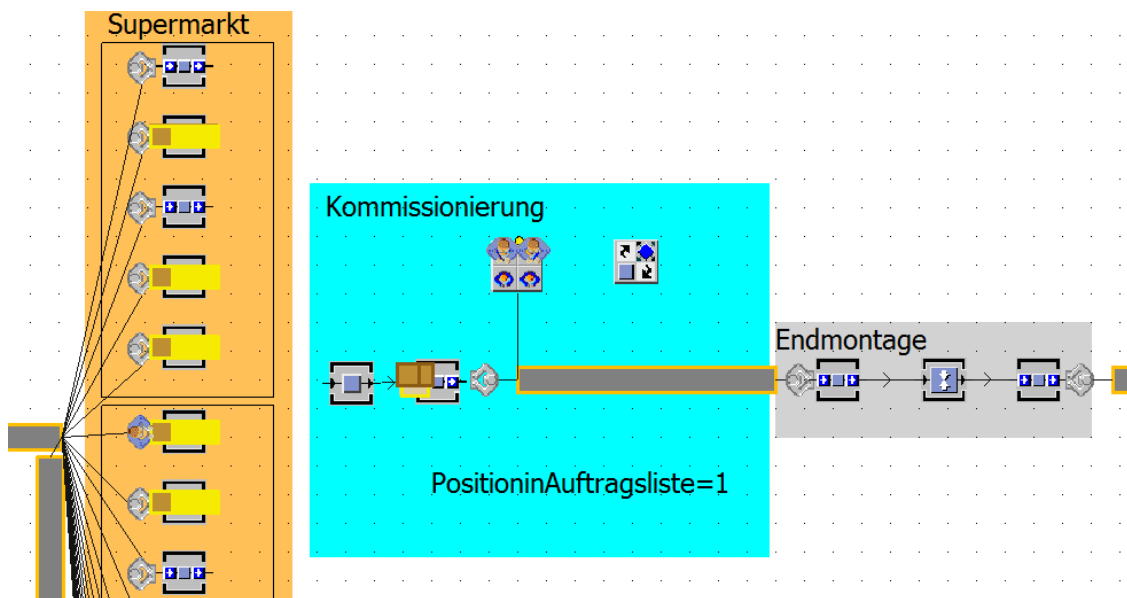 Supermarkt
Kommissionierung
Endmontage
PositioninAuftragsliste=1